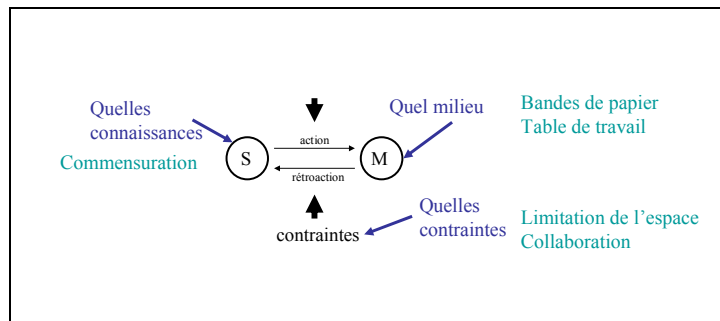 Quelles
connaissances
Commensuration
S
action
rétroaction
M
Quel milieu
Bandes de papier
Table de travail
contraintes
Quelles
contraintes
Limitation de l'espace
Collaboration